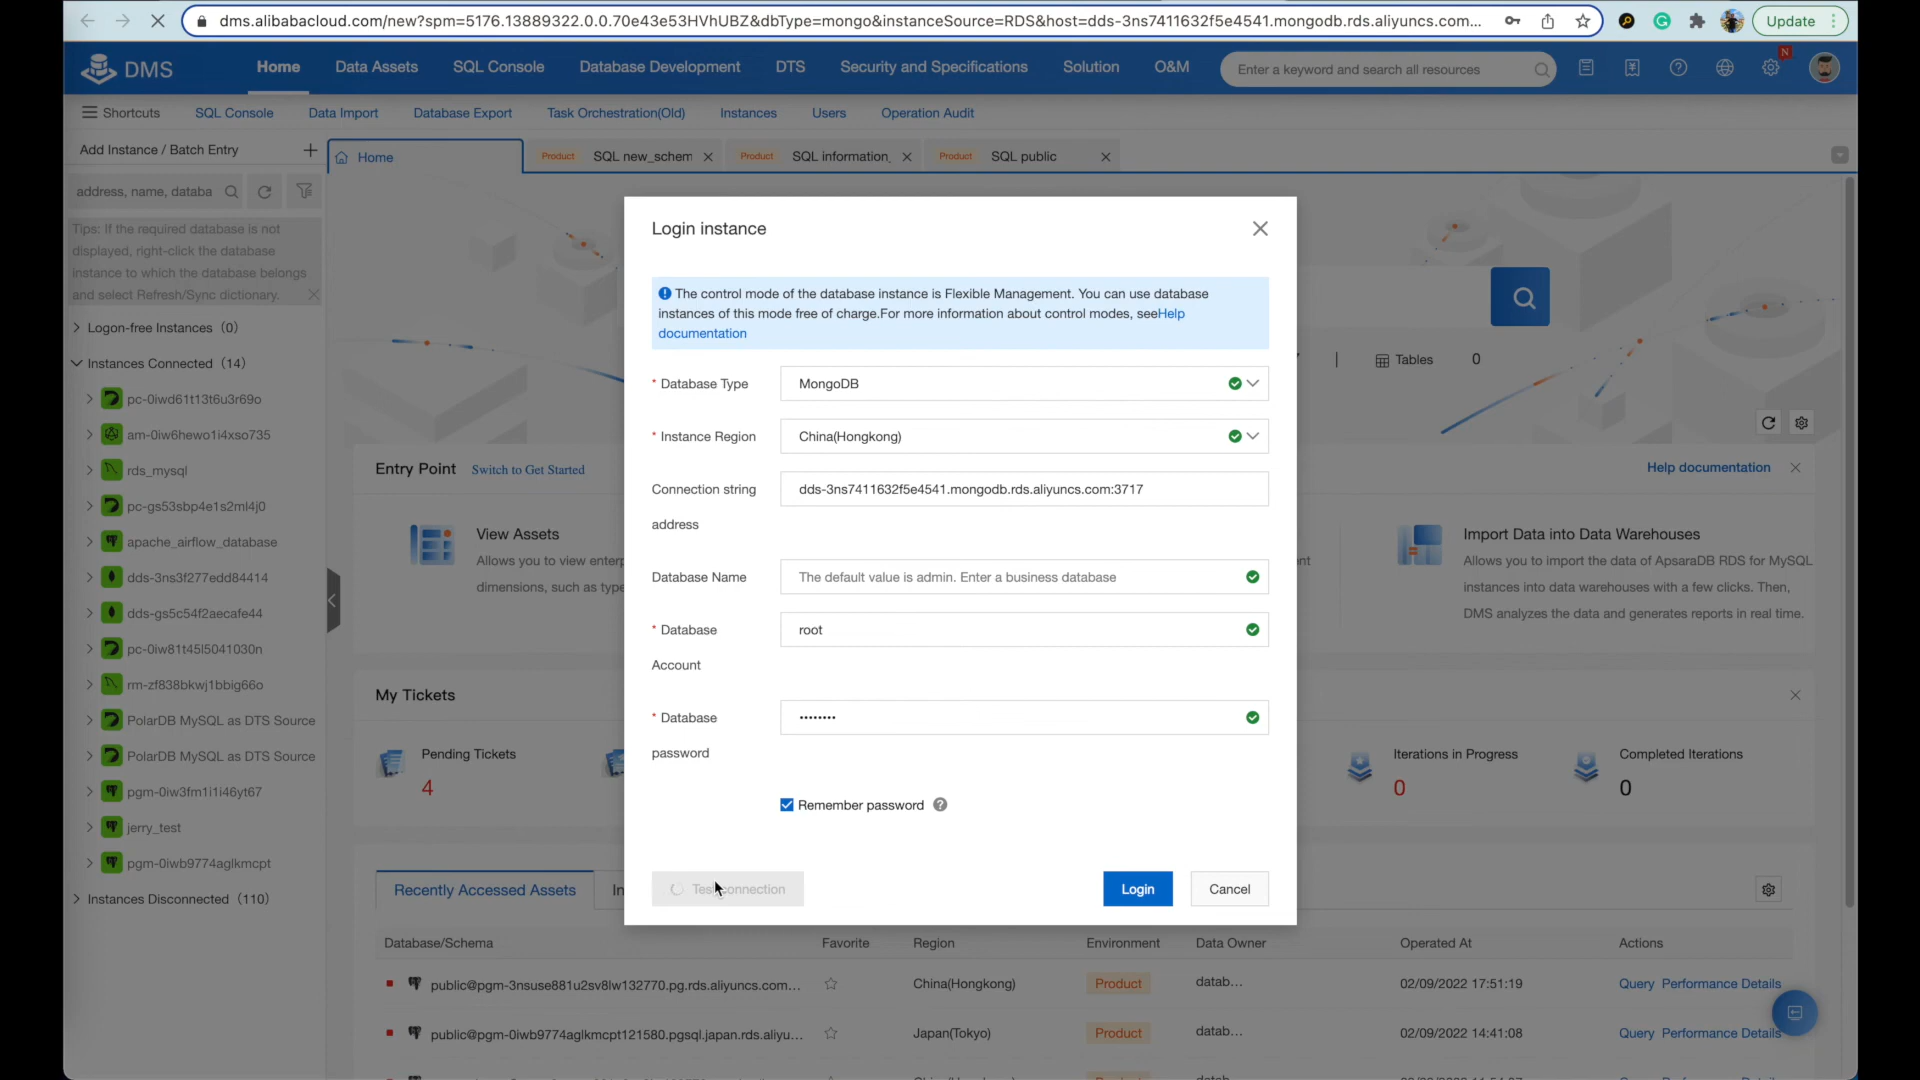 dms.alibabacloud.com/new?spm=5176.13889322.0.0.70e43e53HVhUBZ&dbType=mongo&instanceSource=RDS&host=dds-3ns7411632f5e4541.mongodb.rds.aliyuncs.com...
Update
DMS
Home
Data Assets
SQL Console
Database Development
DTS
Security and Specifications
Solution
O&M
Enter a keyword and search all resources
N
Shortcuts
SQL Console
Data Import
Database Export
Task Orchestration(Old)
Instances
Users
Operation Audit
Add Instance / Batch Entry
Home
Product SQL new_schem
Product SQL information_
Product SQL public
address, name, databa
Tips: If the required database is not
displayed, right-click the database
instance to which the database belongs
and select Refresh/Sync dictionary.
Logon-free Instances (0)
Instances Connected (14)
pc-0iwd61t13t6u3r69o
am-0iw6hewo1i4xso735
rds_mysql
pc-gs53sbp4e1s2ml4j0
apache_airflow_database
dds-3ns3f277edd84414
dds-gs5c54f2aecafe44
pc-0iw81t45l5041030n
rm-zf838bkwj1bbig66o
PolarDB MySQL as DTS Source
PolarDB MySQL as DTS Source
pgm-0iw3fm1i1i46yt67
jerry_test
pgm-0iwb9774aglkmcpt
Instances Disconnected (110)
Login instance
The control mode of the database instance is Flexible Management. You can use database
instances of this mode free of charge.For more information about control modes, seeHelp
documentation
* Database Type
MongoDB
* Instance Region
China(Hongkong)
Connection string
address
dds-3ns7411632f5e4541.mongodb.rds.aliyuncs.com:3717
Database Name
The default value is admin. Enter a business database
* Database
Account
root
* Database
password
••••••••
Remember password
Test connection
Login
Cancel
Tables 0
Entry Point
Switch to Get Started
Help documentation
View Assets
Allows you to view enterp
dimensions, such as type
ent
Import Data into Data Warehouses
Allows you to import the data of ApsaraDB RDS for MySQL
instances into data warehouses with a few clicks. Then,
DMS analyzes the data and generates reports in real time.
My Tickets
Pending Tickets
4
Iterations in Progress
0
Completed Iterations
0
Recently Accessed Assets
In
Database/Schema
Favorite
Region
Environment
Data Owner
Operated At
Actions
public@pgm-3nsuse881u2sv8lw132770.pg.rds.aliyuncs.com...
China(Hongkong)
Product
datab...
02/09/2022 17:51:19
Query Performance Details
public@pgm-0iwb9774aglkmcpt121580.pgsql.japan.rds.aliyu...
Japan(Tokyo)
Product
datab...
02/09/2022 14:41:08
Query Performance Details